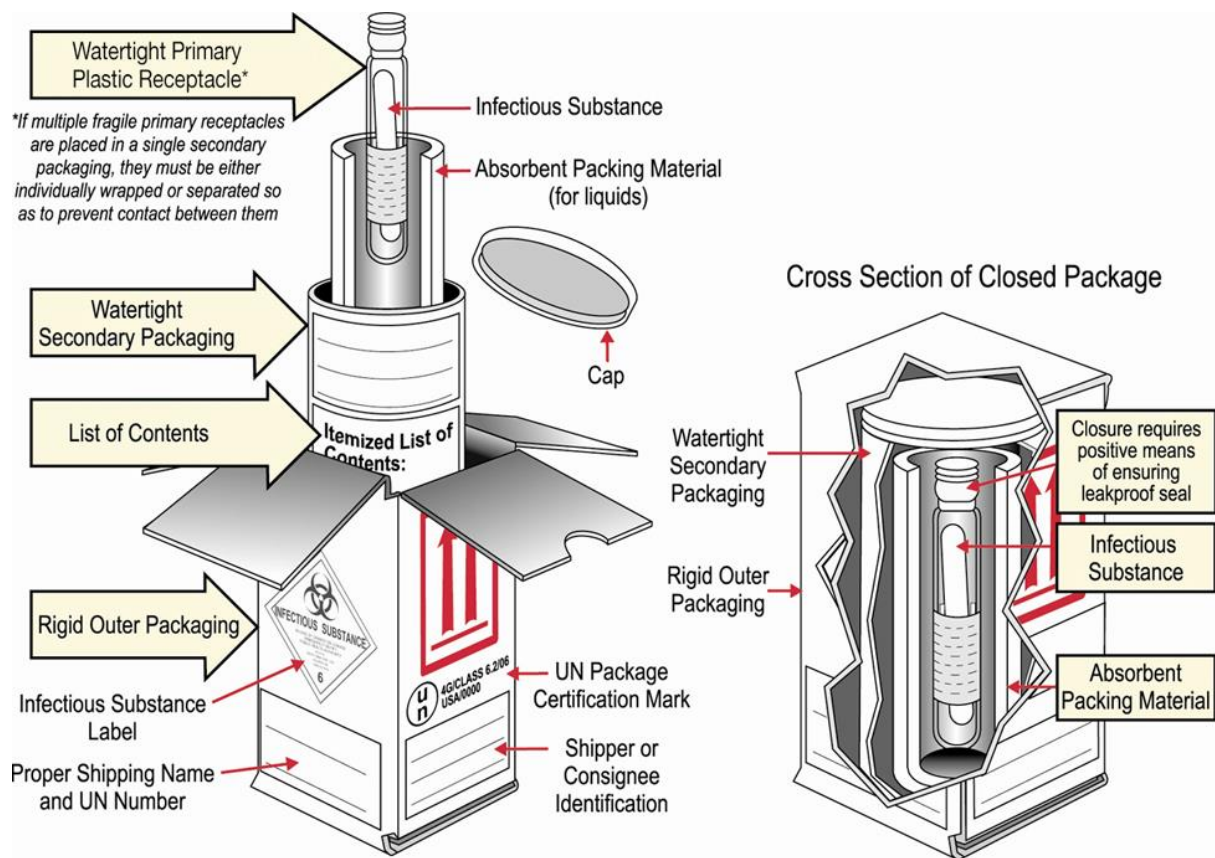 Watertight Primary
Plastic Receptacle*
*If multiple fragile primary receptacles
are placed in a single secondary
packaging, they must be either
individually wrapped or separated so
as to prevent contact between them
Infectious Substance
Absorbent Packing Material
(for liquids)
Cap
Watertight
Secondary Packaging
List of Contents
Itemized List of
Contents:
Rigid Outer Packaging
INFECTIOUS SUBSTANCE
6
Infectious Substance
Label
Proper Shipping Name
and UN Number
u
n
4G/CLASS 6.2/06
USA/0000
UN Package
Certification Mark
Shipper or
Consignee
Identification
Cross Section of Closed Package
Watertight
Secondary
Packaging
Rigid Outer
Packaging
Closure requires
positive means
of ensuring
leakproof seal
Infectious
Substance
Absorbent
Packing Material